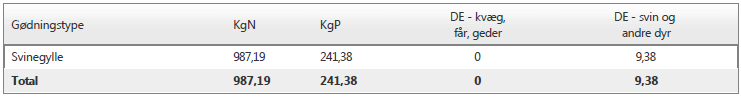 Gødningstype KgN KgP DE - kvæg, får, geder DE - svin og andre dyr
Svinegylle 987,19 241,38 0 9,38
Total 987,19 241,38 0 9,38